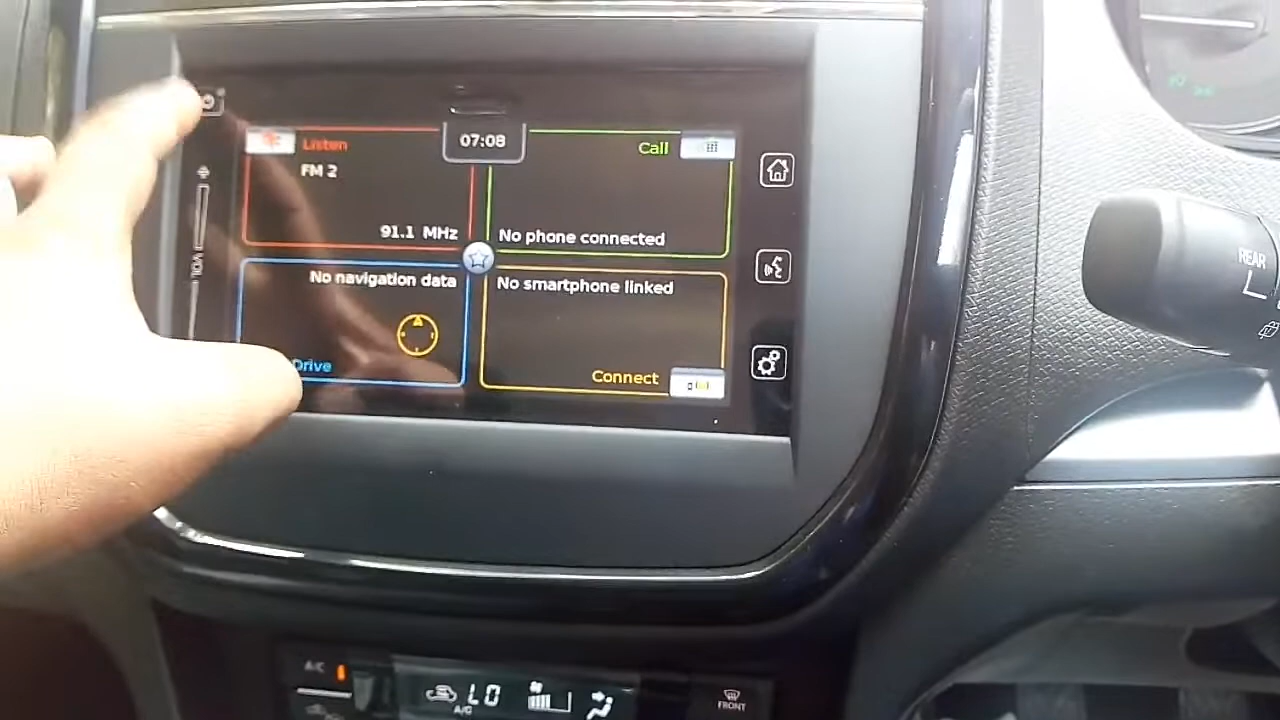 Listen
07:08
Call
FM 2
91.1 MHz
No phone connected
VOL
No navigation data
No smartphone linked
Drive
Connect
REAR
A/C
LO
A/C
FRONT